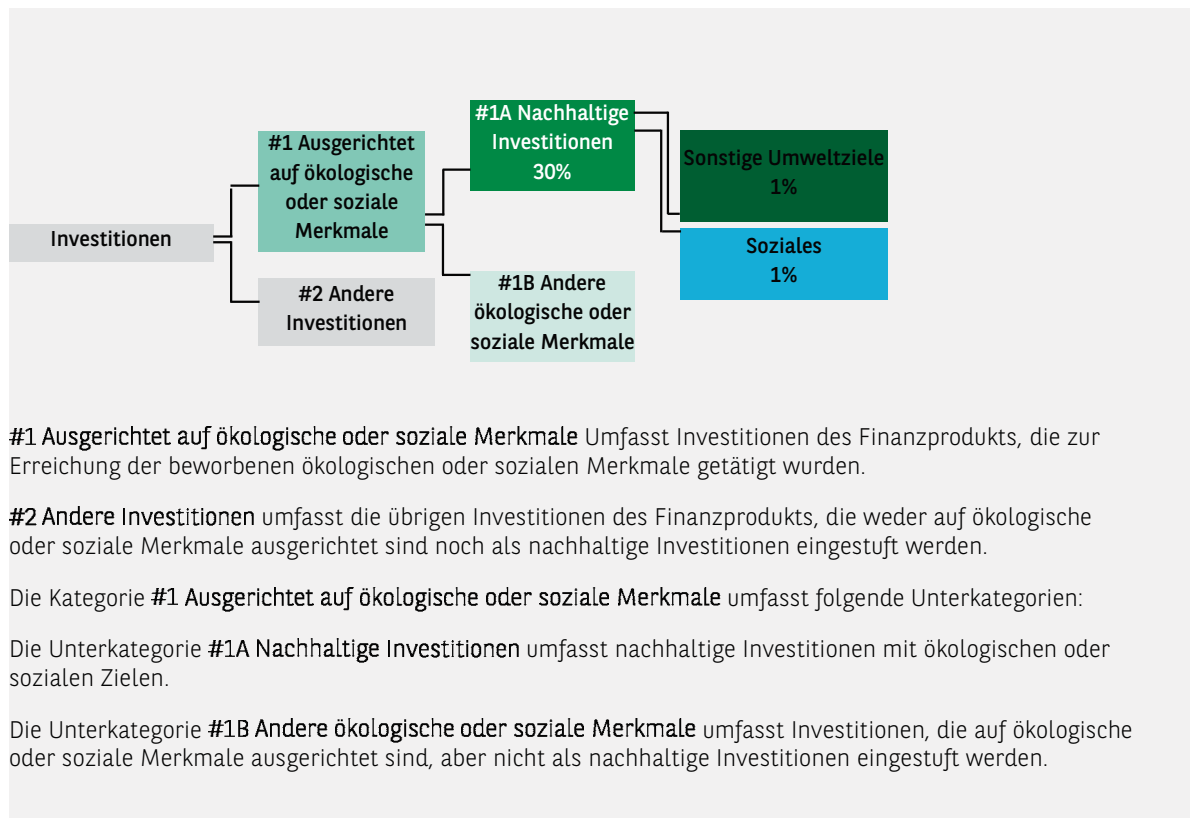 #1A Nachhaltige
Investitionen
30%
#1 Ausgerichtet
auf ökologische
oder soziale
Merkmale
Sonstige Umweltziele
1%
Investitionen
Soziales
1%
#2 Andere
Investitionen
#1B Andere
ökologische oder
soziale Merkmale
#1 Ausgerichtet auf ökologische oder soziale Merkmale Umfasst Investitionen des Finanzprodukts, die zur
Erreichung der beworbenen ökologischen oder sozialen Merkmale getätigt wurden.
#2 Andere Investitionen umfasst die übrigen Investitionen des Finanzprodukts, die weder auf ökologische
oder soziale Merkmale ausgerichtet sind noch als nachhaltige Investitionen eingestuft werden.
Die Kategorie #1 Ausgerichtet auf ökologische oder soziale Merkmale umfasst folgende Unterkategorien:
Die Unterkategorie #1A Nachhaltige Investitionen umfasst nachhaltige Investitionen mit ökologischen oder
sozialen Zielen.
Die Unterkategorie #1B Andere ökologische oder soziale Merkmale umfasst Investitionen, die auf ökologische
oder soziale Merkmale ausgerichtet sind, aber nicht als nachhaltige Investitionen eingestuft werden.